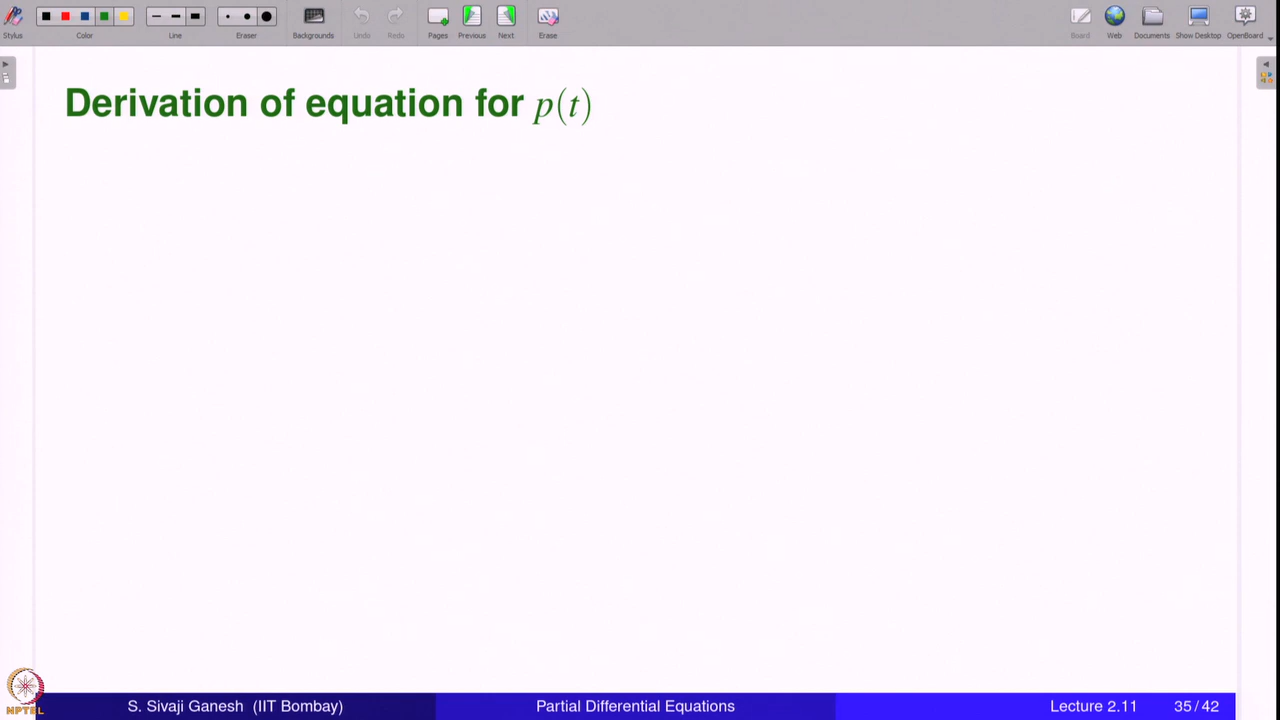 Stylus Color Line Eraser Backgrounds Undo Redo Pages Previous Next Erase Board Web Documents Show Desktop OpenBoard
Derivation of equation for p(t)
NPTEL
S. Sivaji Ganesh (IIT Bombay) Partial Differential Equations Lecture 2.11 35/42